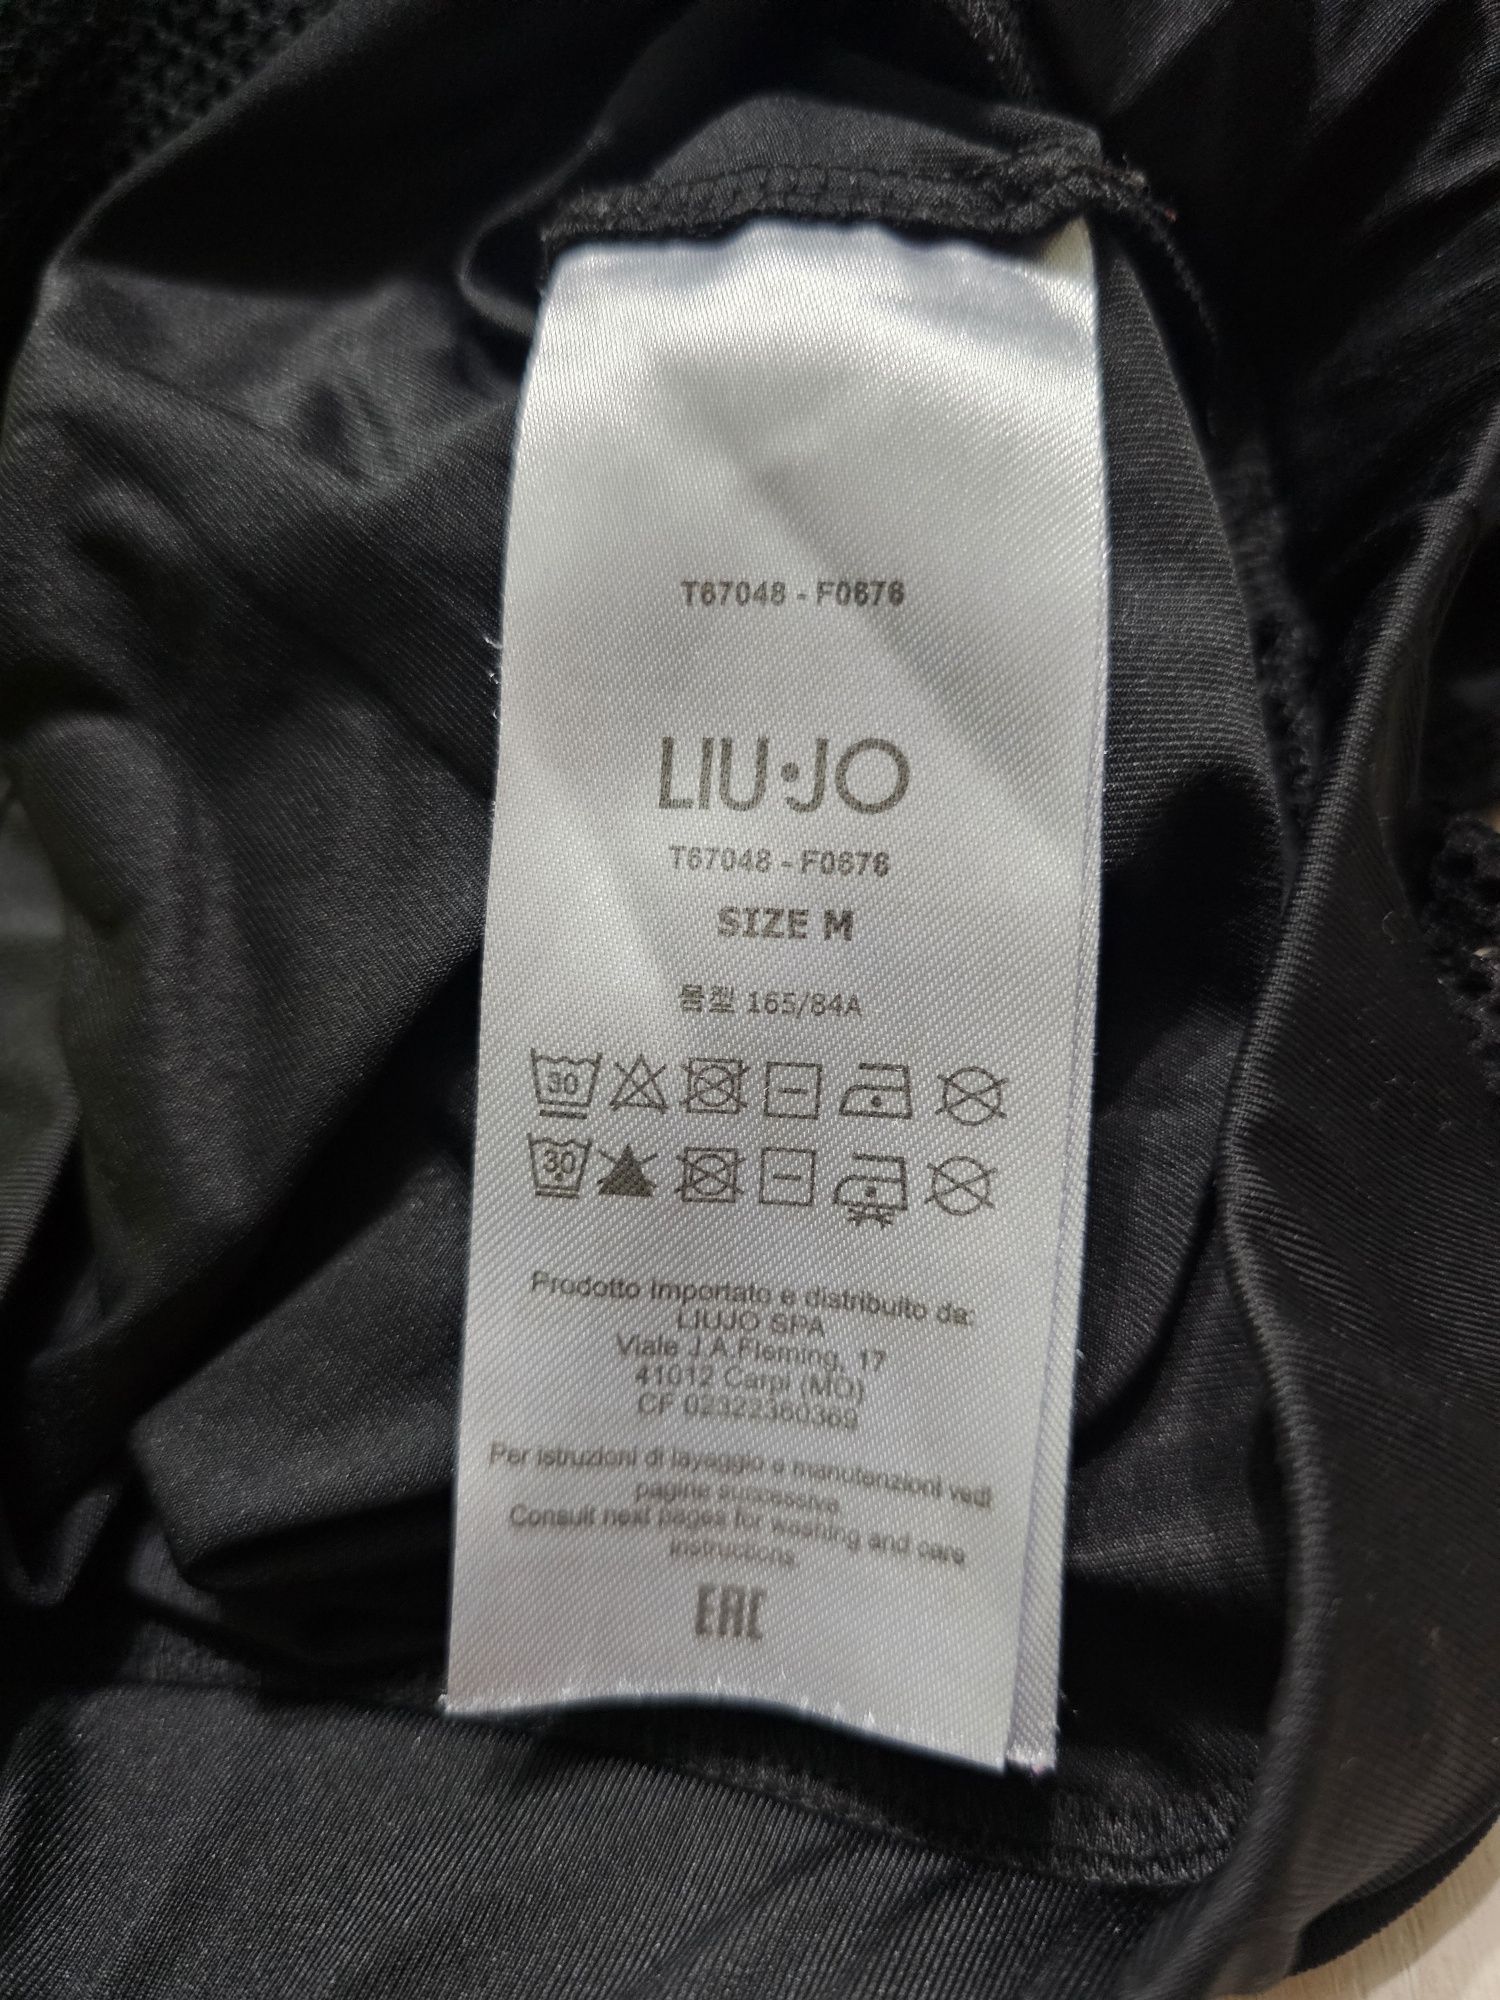 T67048 - F0676
LIU·JO
T67048 - F0676
SIZE M
165/84A
30
30
Prodotto Importato e distribuito da:
LIUJO SPA
Viale J.A.Fleming, 17
41012 Carpi (MO)
CF 02322360369
Per istruzioni di lavaggio e manutenzioni vedi
pagine successive
Consult next pages for washing and care
instructions
EAC